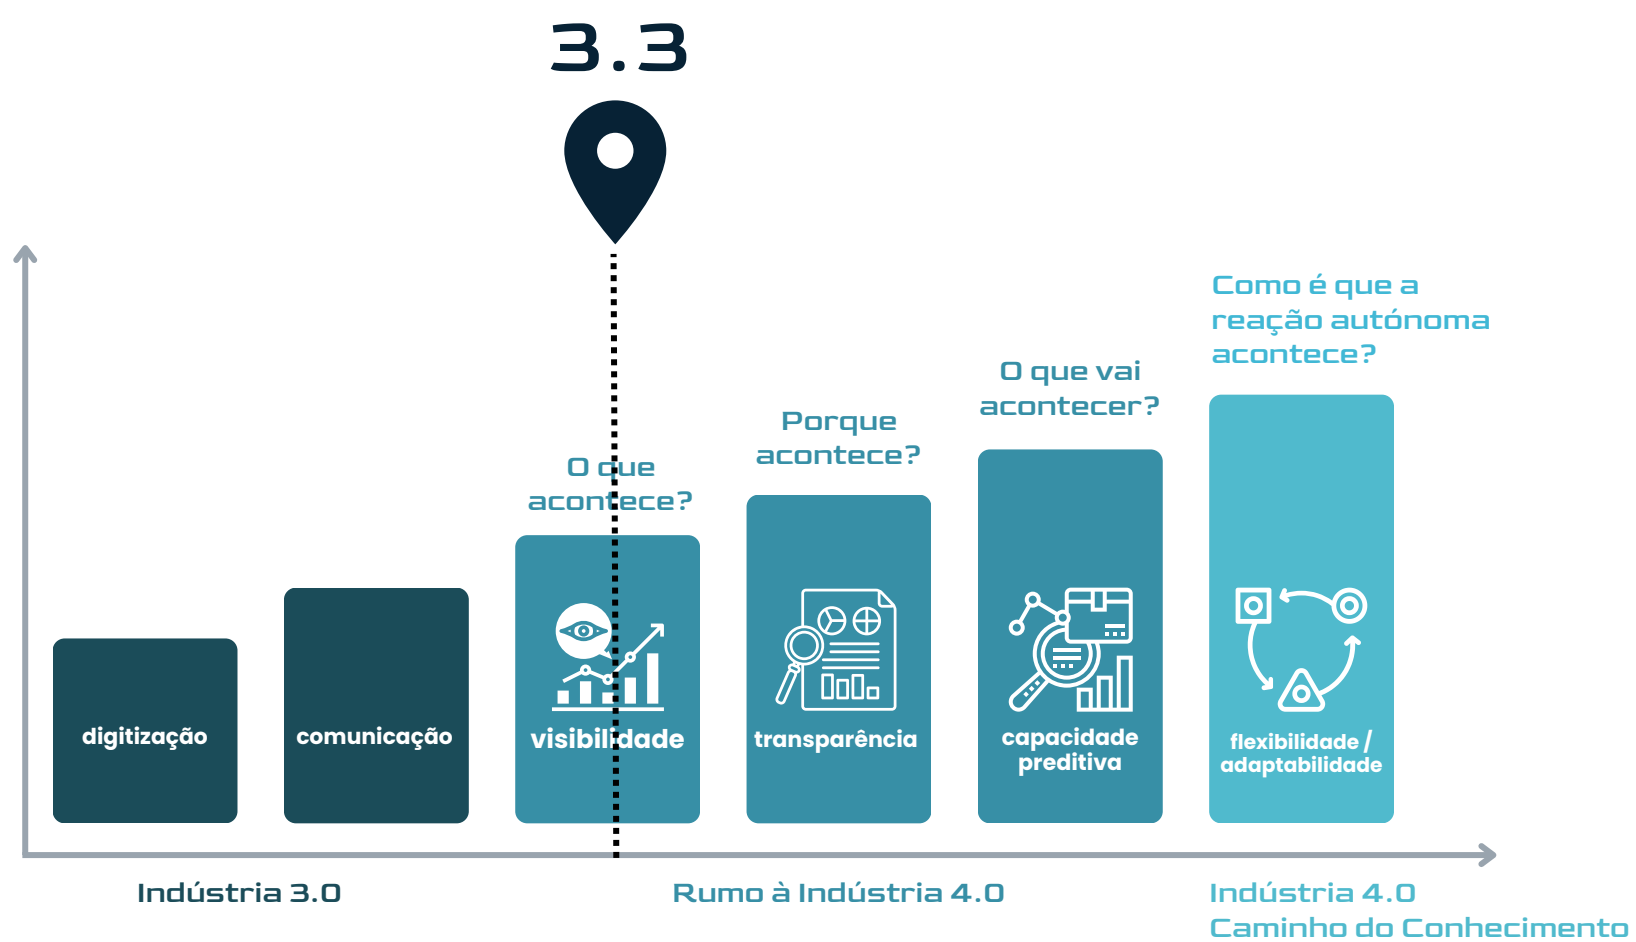 3.3
Como é que a
reação autónoma
acontece?
O que vai
acontecer?
Porque
acontece?
O que
acontece?
digitização
comunicação
visibilidade
transparência
capacidade
preditiva
flexibilidade /
adaptabilidade
Indústria 3.0
Rumo à Indústria 4.0
Indústria 4.0
Caminho do Conhecimento